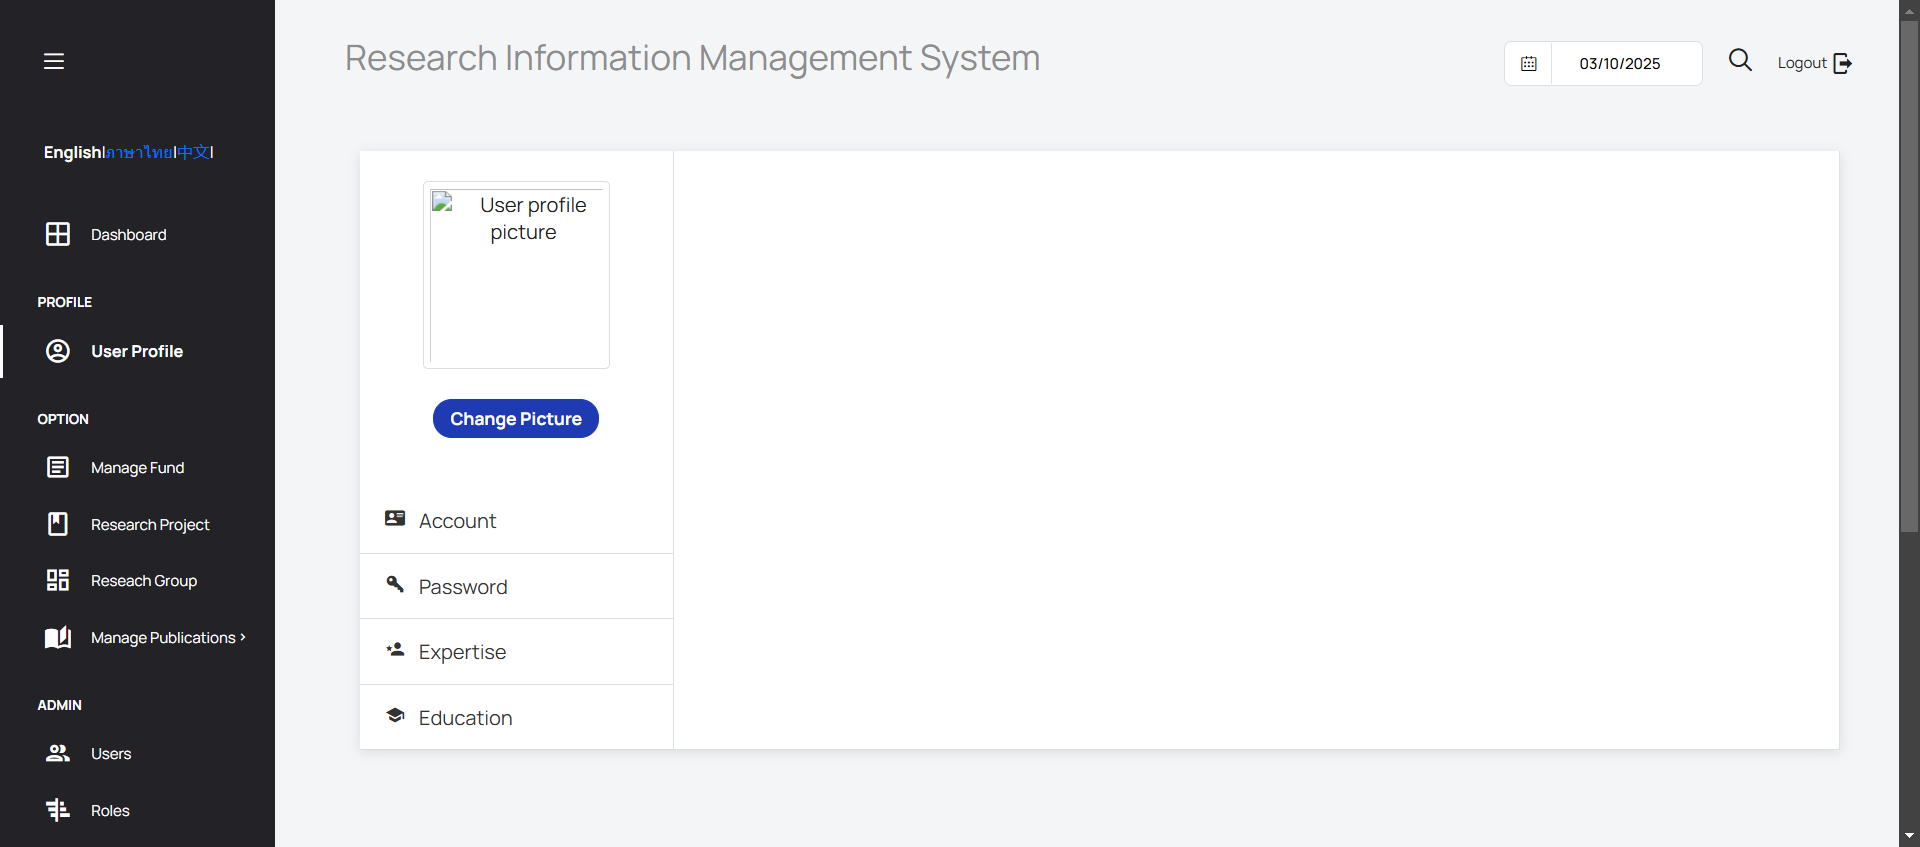 Research Information Management System
03/10/2025
Logout
English|ภาษาไทย|中文|
Dashboard
PROFILE
User Profile
OPTION
Manage Fund
Research Project
Reseach Group
Manage Publications ›
ADMIN
Users
Roles
User profile
picture
Change Picture
Account
Password
Expertise
Education